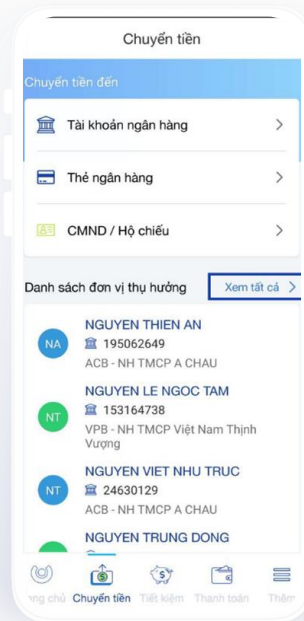 Chuyển tiền
Chuyển tiền đến
Tài khoản ngân hàng
Thẻ ngân hàng
CMND / Hộ chiếu
Danh sách đơn vị thụ hưởng Xem tất cả
NA NGUYEN THIEN AN
195062649
ACB - NH TMCP A CHAU
NT NGUYEN LE NGOC TAM
153164738
VPB - NH TMCP Việt Nam Thịnh
Vượng
NT NGUYEN VIET NHU TRUC
24630129
ACB - NH TMCP A CHAU
NGUYEN TRUNG DONG
ng chủ Chuyển tiền Tiết kiệm Thanh toán Thêm